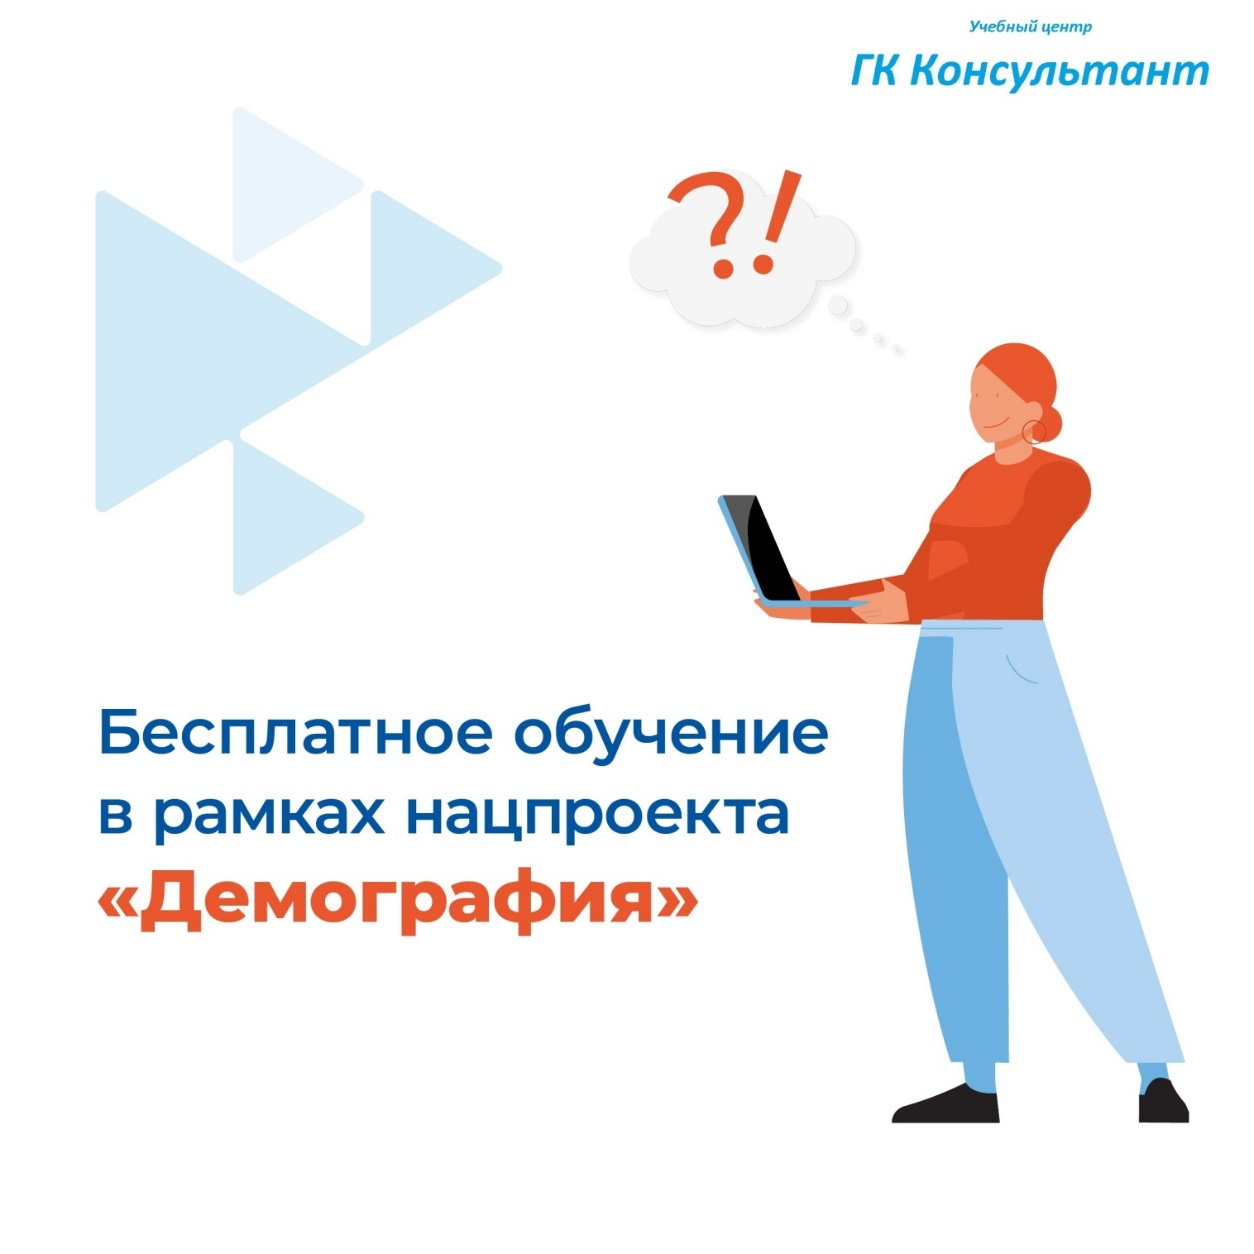 Учебный центр
ГК Консультант
?!
Бесплатное обучение
в рамках нацпроекта
«Демография»